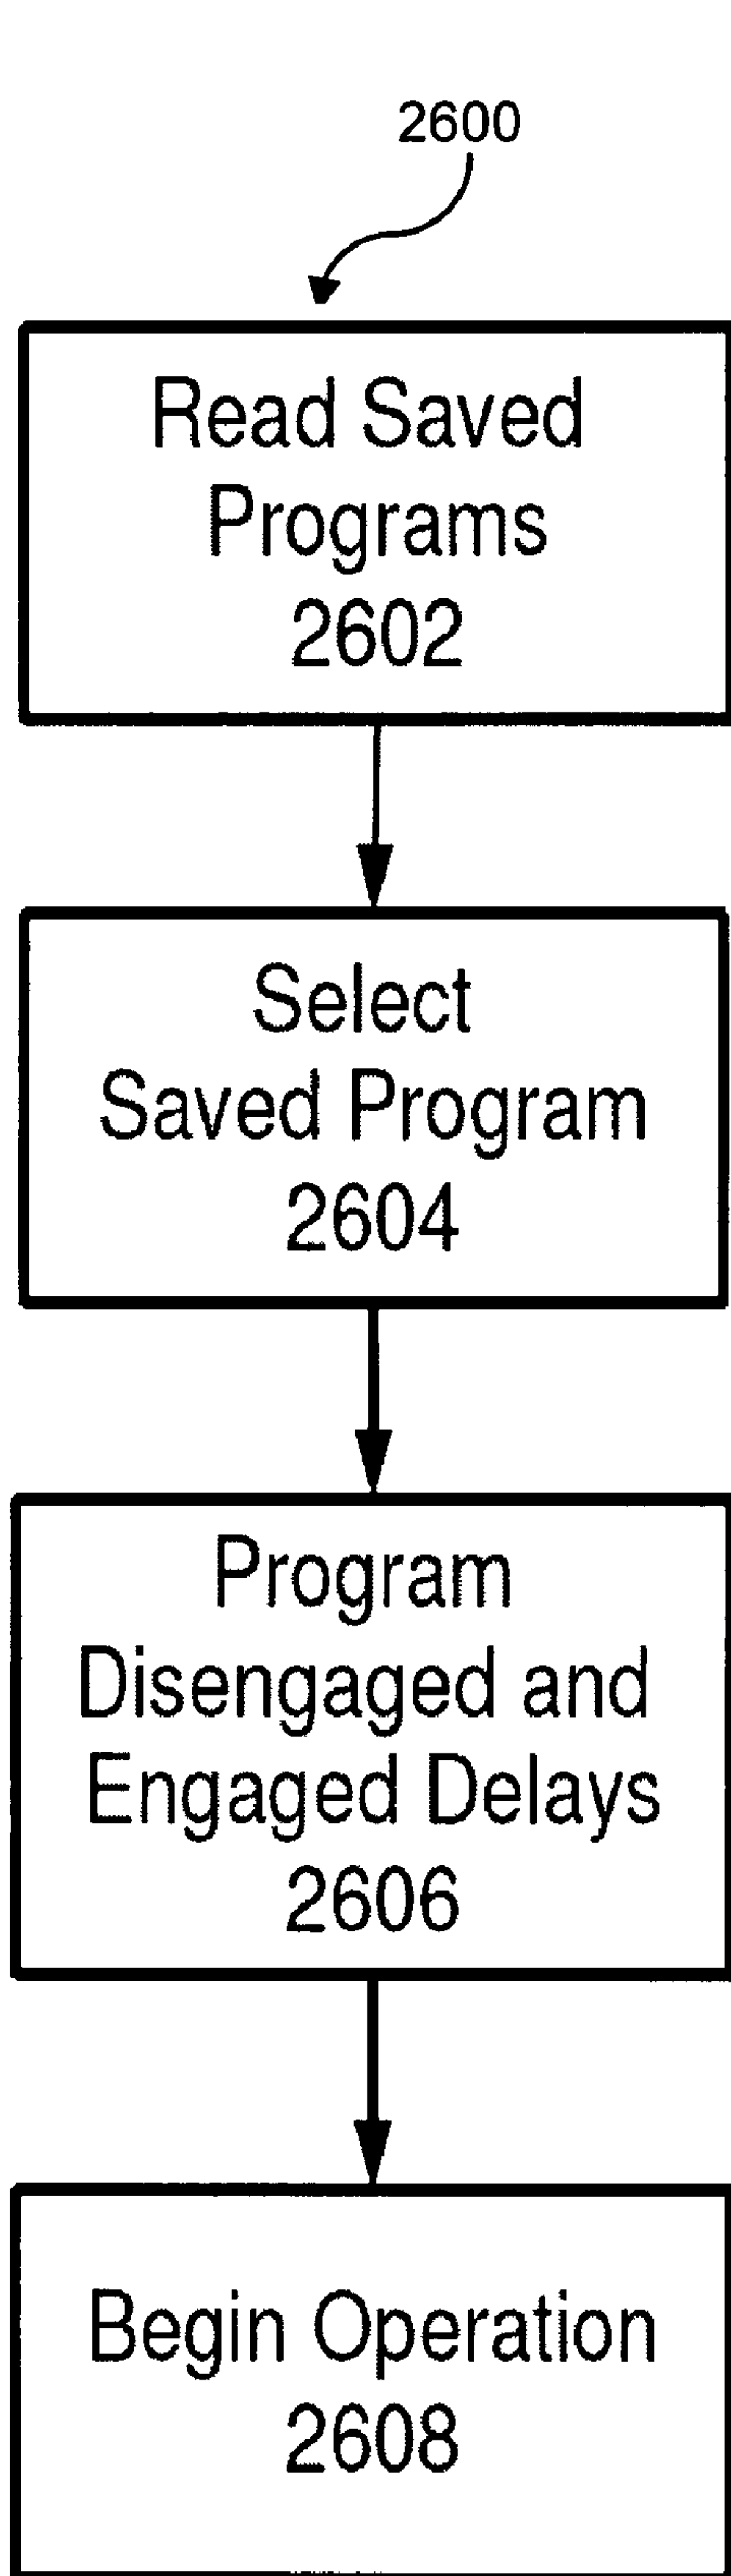 2600
Read Saved
Programs
2602
Select
Saved Program
2604
Program
Disengaged and
Engaged Delays
2606
Begin Operation
2608